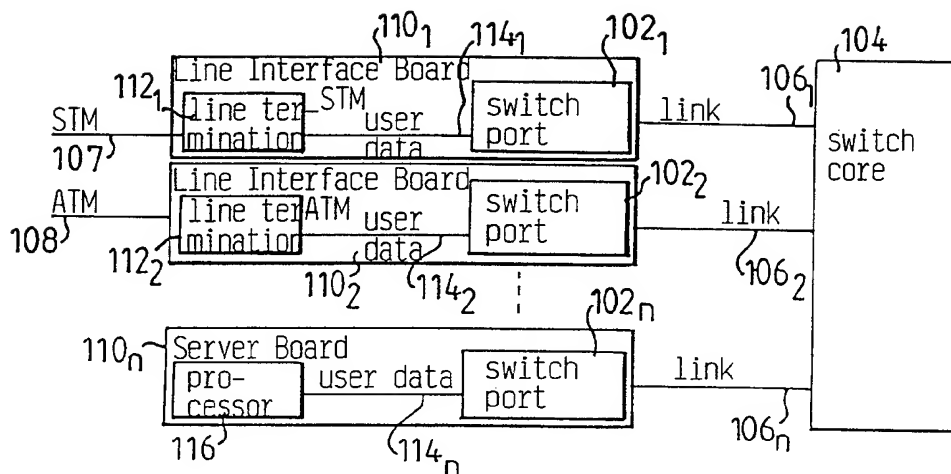 110₁
114₁
102₁
104
Line Interface Board
112₁
line ter
mination
STM
user
data
switch
port
link
106₁
switch
core
STM
107
Line Interface Board
102₂
ATM
108
line ter
mination
ATM
user
data
switch
port
link
112₂
110₂
114₂
106₂
102ₙ
110ₙ
Server Board
pro-
cessor
user data
switch
port
link
116
114ₙ
106ₙ